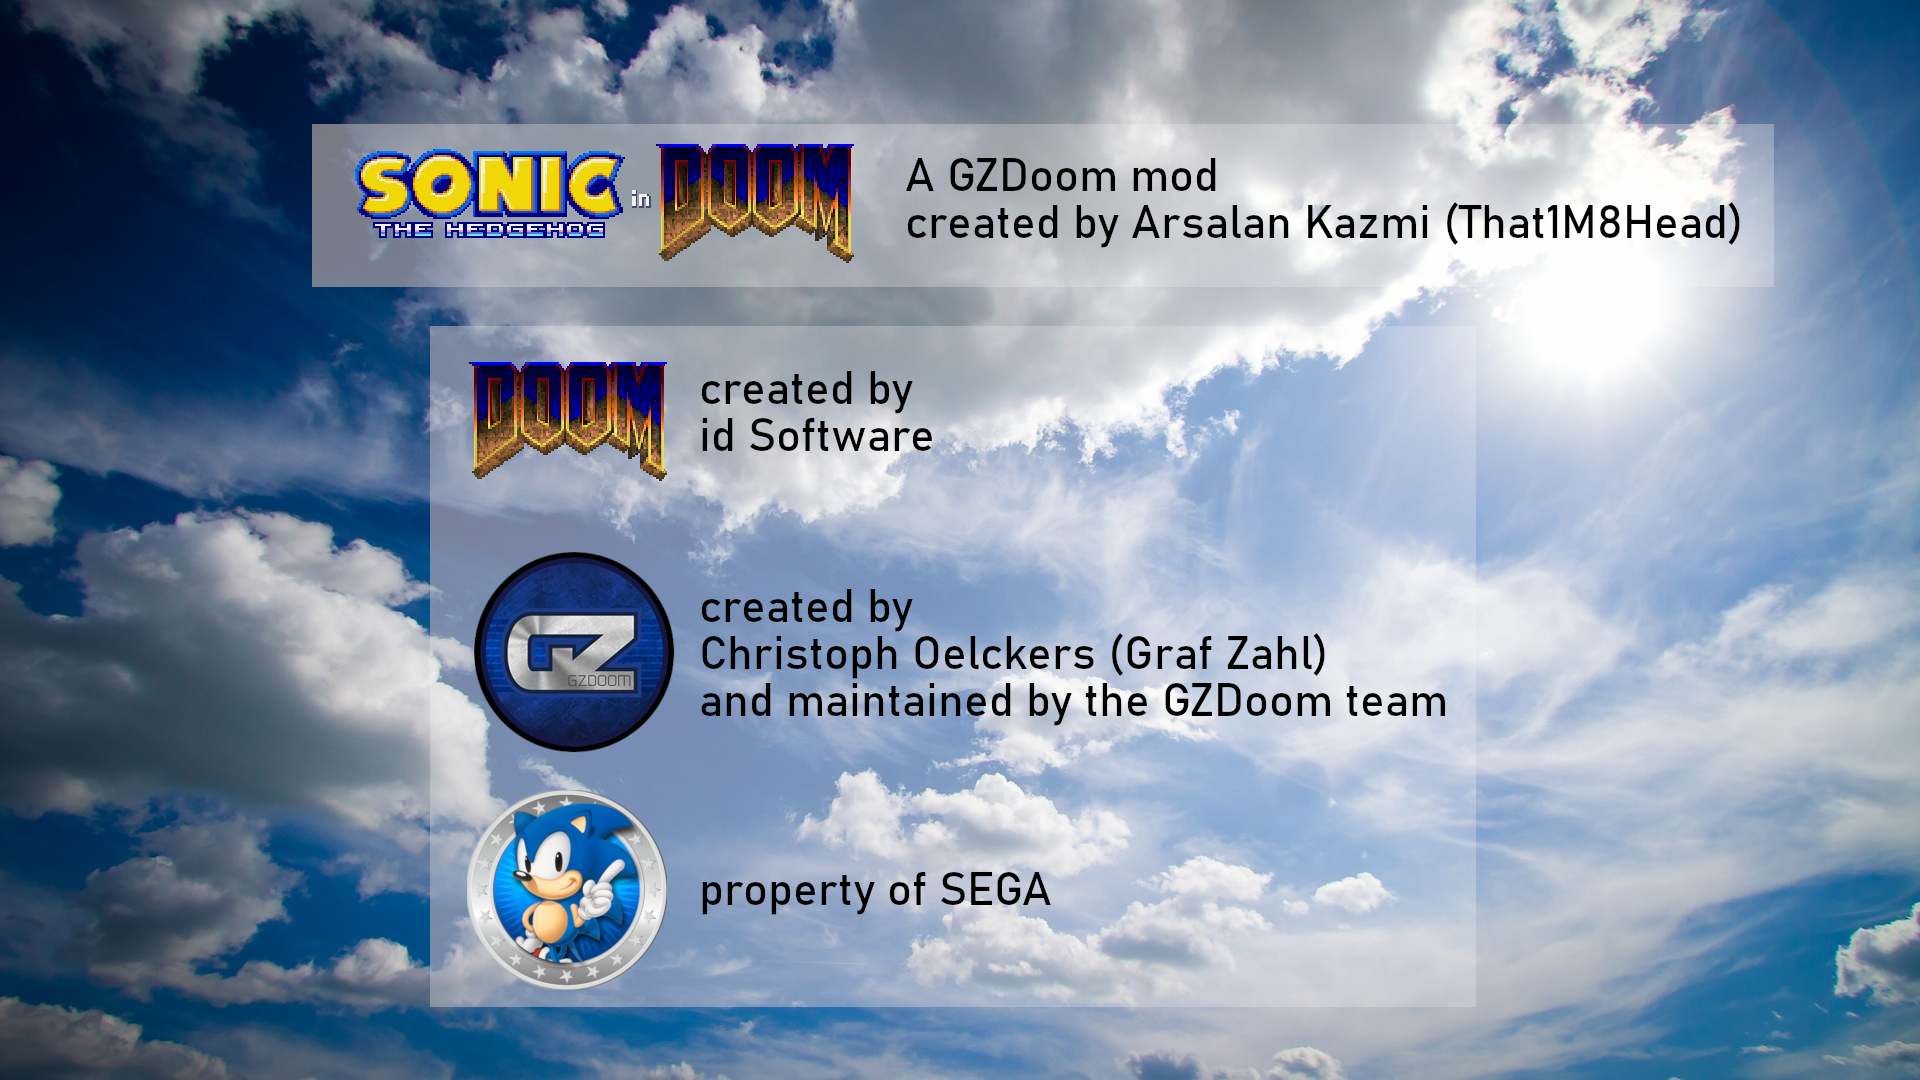 SONIC THE HEDGEHOG in DOOM
A GZDoom mod
created by Arsalan Kazmi (That1M8Head)
DOOM
created by
id Software
GZDOOM
created by
Christoph Oelckers (Graf Zahl)
and maintained by the GZDoom team
property of SEGA